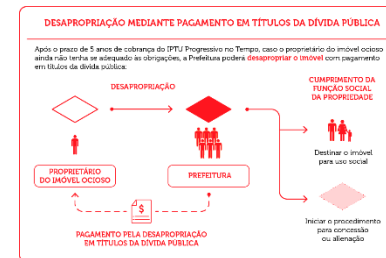 DESAPROPRIAÇÃO MEDIANTE PAGAMENTO EM TÍTULOS DA DÍVIDA PÚBLICA
Após o prazo de 5 anos de cobrança do IPTU Progressivo no Tempo, caso o proprietário do imóvel ocioso
ainda não tenha se adequado às obrigações, a Prefeitura poderá desapropriar o imóvel com pagamento
em títulos da dívida pública:
DESAPROPRIAÇÃO
CUMPRIMENTO DA
FUNÇÃO SOCIAL
DA PROPRIEDADE
Destinar o imóvel
para uso social
PROPRIETÁRIO
DO IMÓVEL OCIOSO
PREFEITURA
$
Iniciar o procedimento
para concessão
ou alienação
PAGAMENTO PELA DESAPROPRIAÇÃO
EM TÍTULOS DA DÍVIDA PÚBLICA